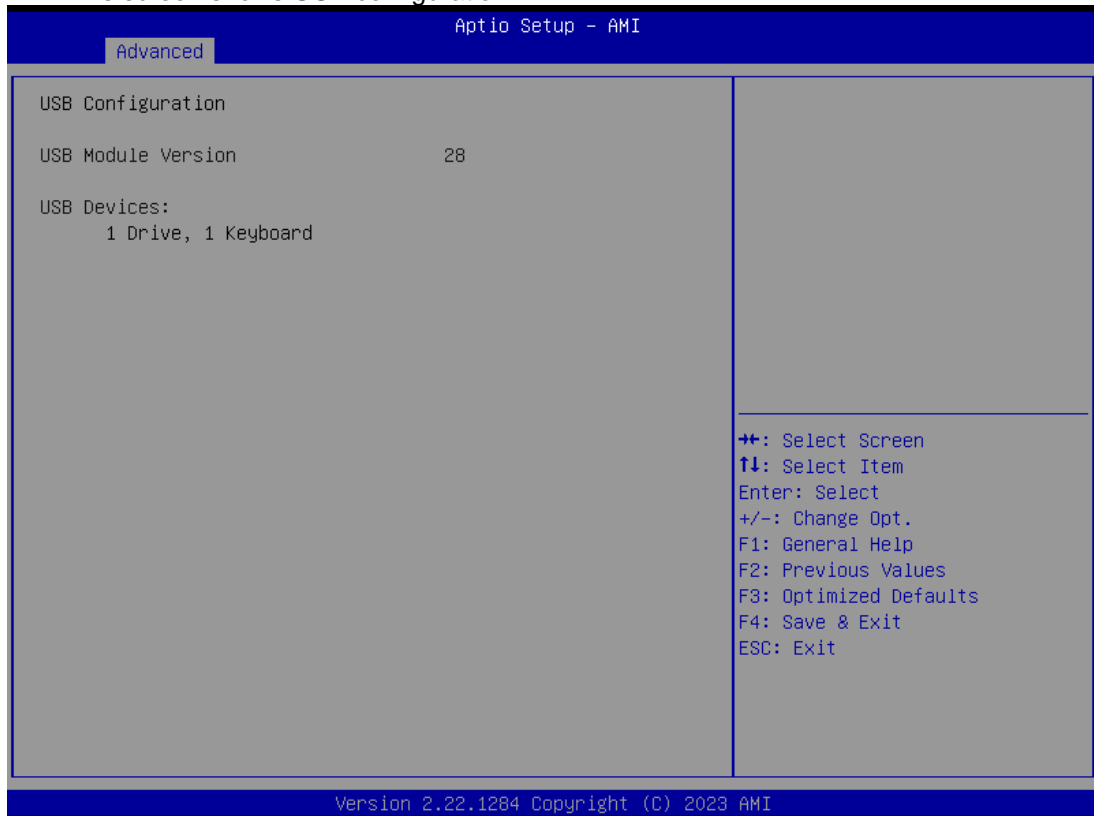 Aptio Setup – AMI
Advanced
USB Configuration
USB Module Version 28
USB Devices:
1 Drive, 1 Keyboard
→←: Select Screen
↑↓: Select Item
Enter: Select
+/-: Change Opt.
F1: General Help
F2: Previous Values
F3: Optimized Defaults
F4: Save & Exit
ESC: Exit
Version 2.22.1284 Copyright (C) 2023 AMI